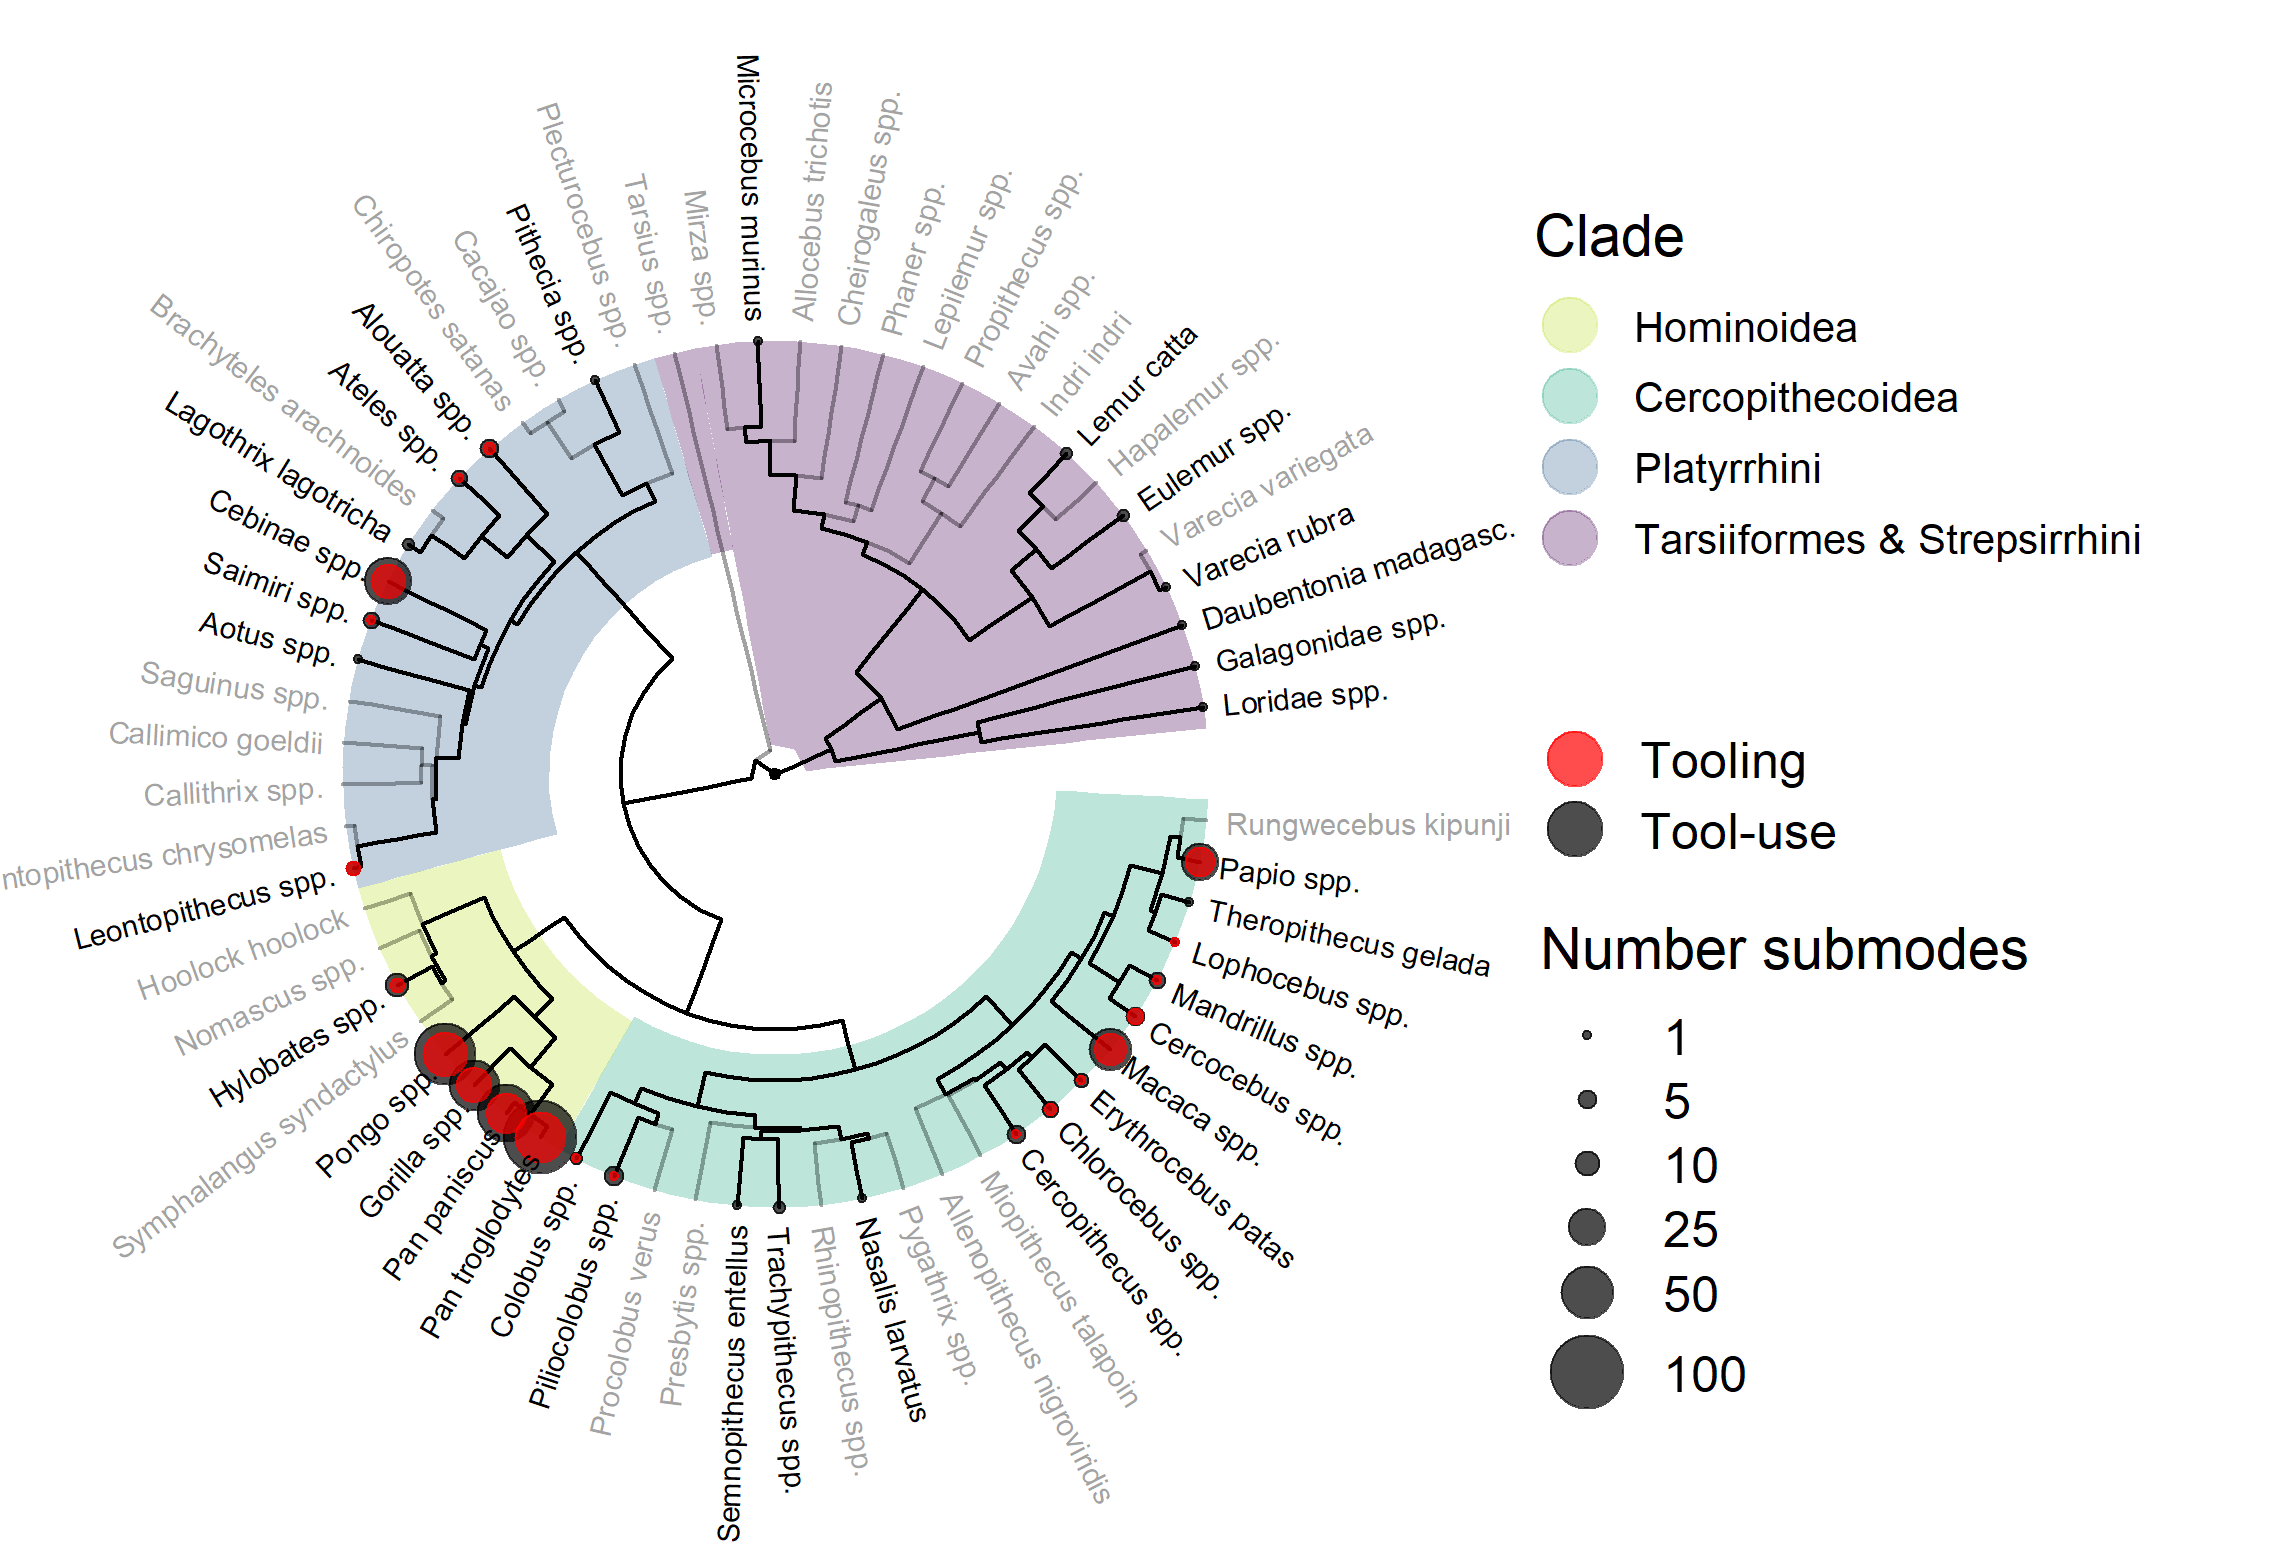 Microcebus murinus
Allocebus trichotis
Cheirogaleus spp.
Phaner spp.
Lepilemur spp.
Propithecus spp.
Avahi spp.
Indri indri
Lemur catta
Hapalemur spp.
Eulemur spp.
Varecia variegata
Varecia rubra
Daubentonia madagasc.
Galagonidae spp.
Loridae spp.
Rungwecebus kipunji
Papio spp.
Theropithecus gelada
Lophocebus spp.
Mandrillus spp.
Cercocebus spp.
Macaca spp.
Erythrocebus patas
Chlorocebus spp.
Cercopithecus spp.
Miopithecus talapoin
Allenopithecus nigroviridis
Pygathrix spp.
Nasalis larvatus
Rhinopithecus spp.
Trachypithecus spp.
Semnopithecus entellus
Presbytis spp.
Procolobus verus
Piliocolobus spp.
Colobus spp.
Pan troglodytes
Pan paniscus
Gorilla spp.
Pongo spp.
Symphalangus syndactylus
Hylobates spp.
Nomascus spp.
Hoolock hoolock
Leontopithecus spp.
ntopithecus chrysomelas
Callithrix spp.
Callimico goeldii
Saguinus spp.
Aotus spp.
Saimiri spp.
Cebinae spp.
Lagothrix lagotricha
Brachyteles arachnoides
Ateles spp.
Alouatta spp.
Chiropotes satanas
Cacajao spp.
Pithecia spp.
Plecturocebus spp.
Tarsius spp.
Mirza spp.
Clade
Hominoidea
Cercopithecoidea
Platyrrhini
Tarsiiformes & Strepsirrhini
Tooling
Tool-use
Number submodes
1
5
10
25
50
100